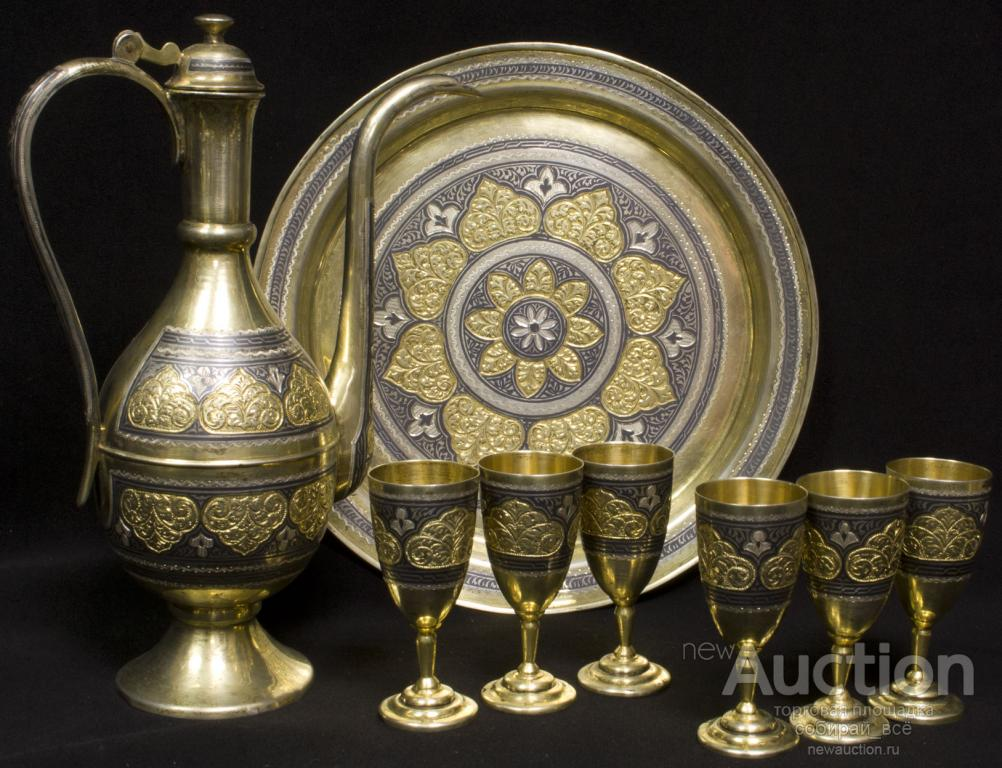 newAuction
торговая площадка
собирай_всё
newauction.ru